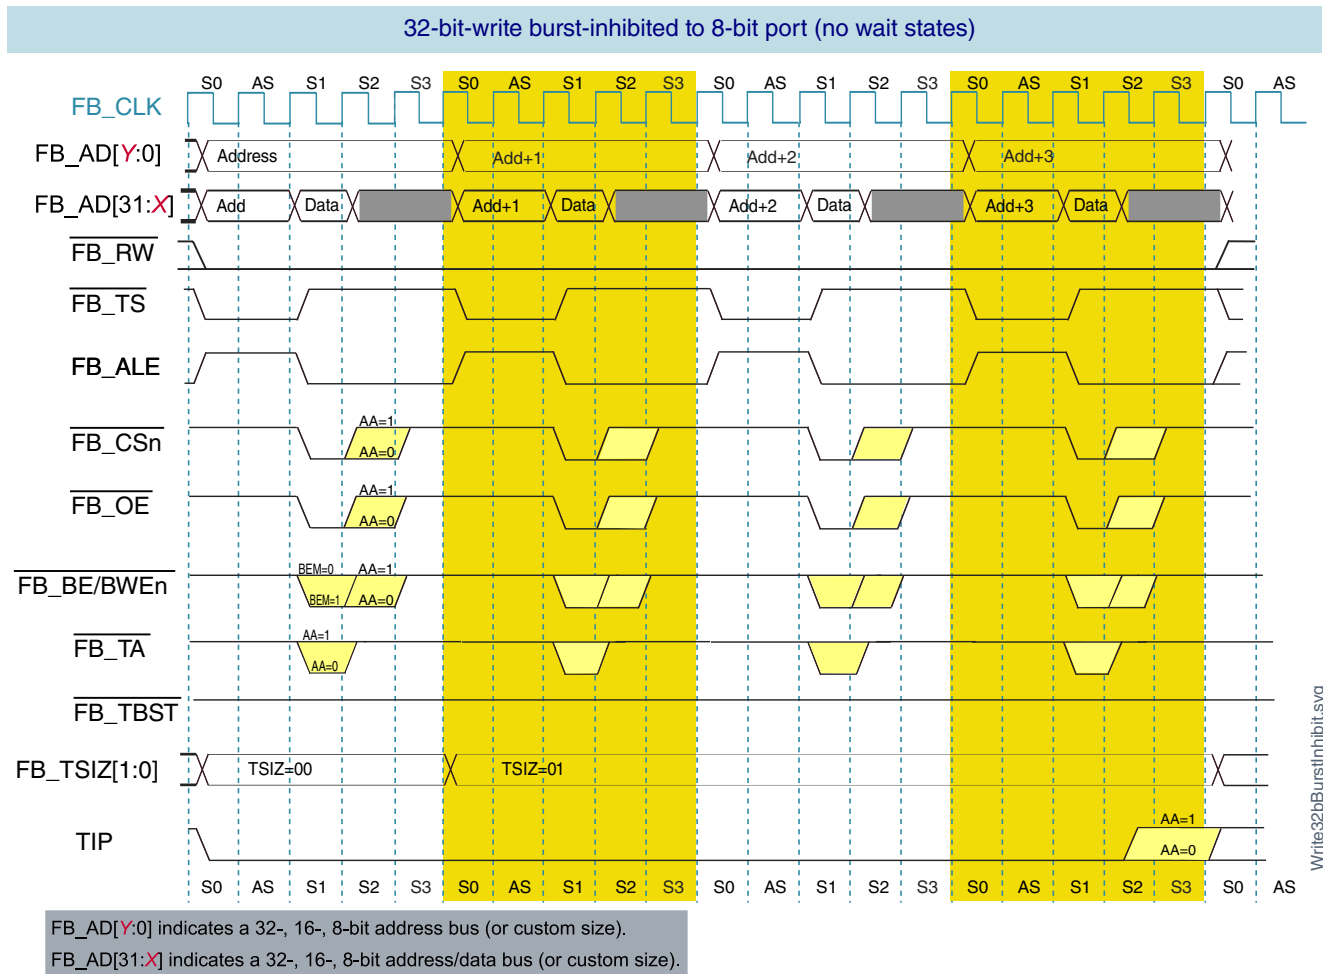 32-bit-write burst-inhibited to 8-bit port (no wait states)
S0 AS S1 S2 S3 S0 AS S1 S2 S3 S0 AS S1 S2 S3 S0 AS S1 S2 S3 S0 AS
FB_CLK
FB_AD[Y:0] Address Add+1 Add+2 Add+3
FB_AD[31:X] Add Data Add+1 Data Add+2 Data Add+3 Data
FB_RW
FB_TS
FB_ALE
AA=1
FB_CSn
AA=0
AA=1
FB_OE
AA=0
BEM=0 AA=1
FB_BE/BWEn
BEM=1 AA=0
AA=1
FB_TA
AA=0
FB_TBST
FB_TSIZ[1:0] TSIZ=00 TSIZ=01
AA=1
TIP
AA=0
S0 AS S1 S2 S3 S0 AS S1 S2 S3 S0 AS S1 S2 S3 S0 AS S1 S2 S3 S0 AS
Write32bBurstInhibit.svg
FB_AD[Y:0] indicates a 32-, 16-, 8-bit address bus (or custom size).
FB_AD[31:X] indicates a 32-, 16-, 8-bit address/data bus (or custom size).